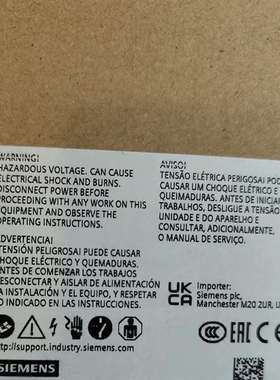 WARNING!
HAZARDOUS VOLTAGE. CAN CAUSE
ELECTRICAL SHOCK AND BURNS.
DISCONNECT POWER BEFORE
PROCEEDING WITH ANY WORK ON THIS
EQUIPMENT AND OBSERVE THE
OPERATING INSTRUCTIONS.
AVISO!
TENSÃO ELÉTRICA PERIGOSA! POD
CAUSAR UM CHOQUE ELÉTRICO E
QUEIMADURAS. ANTES DE INICIAR
TRABALHOS, DESLIGUE A TENSÃO
UNIDADE E DO APARELHO E
CONSULTAR, ADICIONALMENTE,
O MANUAL DE SERVIÇO.
ADVERTENCIA!
¡TENSIÓN PELIGROSA! PUEDE CAUSAR
CHOQUE ELÉCTRICO Y QUEMADURAS,
ANTES DE COMENZAR LOS TRABAJOS
DESCONECTAR Y AISLAR DE ALIMENTACIÓN
INSTALACIÓN Y EL EQUIPO, Y RESPETAR
LO INDICADO EN LAS INSTRUCCIONES.
UK
CA
Importer:
Siemens plc,
Manchester M20 2UR, U
http://support.industry.siemens.com
CE
EAC
CCC
SIEMENS